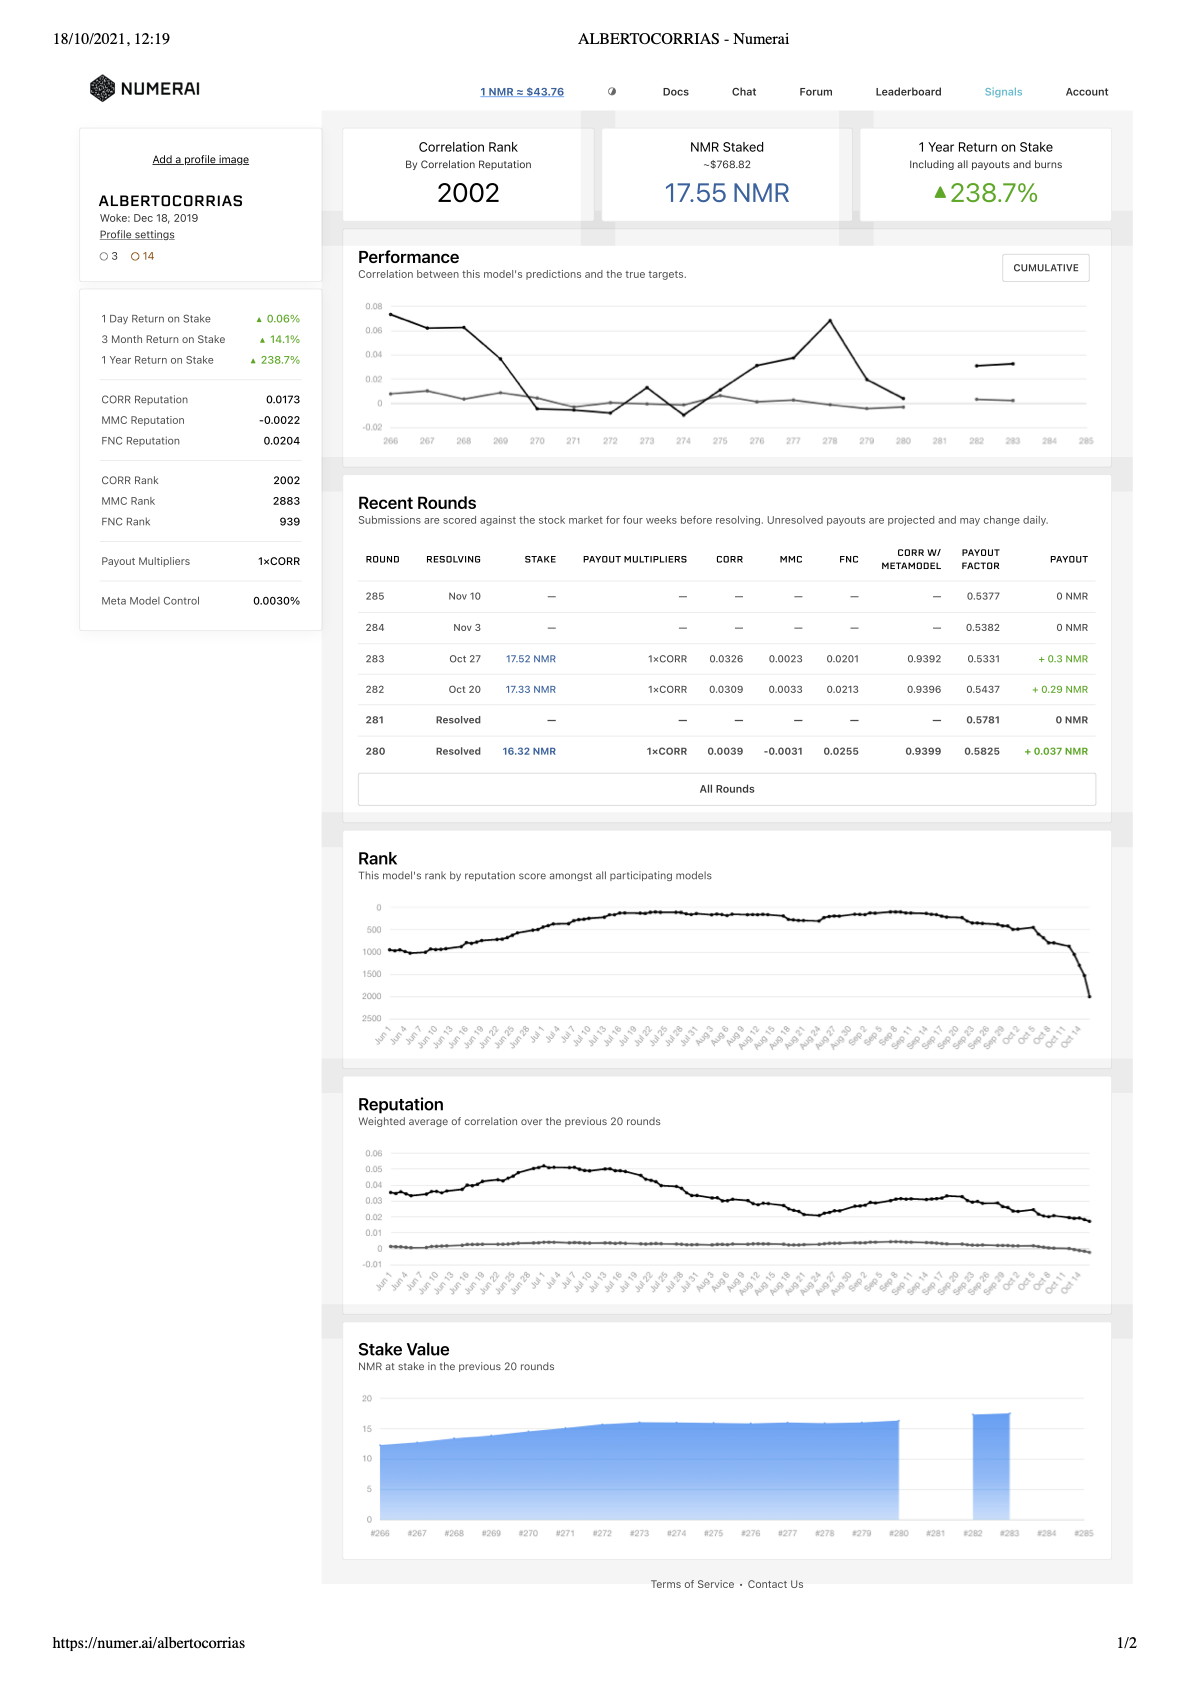 18/10/2021, 12:19
ALBERTOCORRIAS - Numerai
NUMERAI
1 NMR ≈ $43.76
Docs
Chat
Forum
Leaderboard
Signals
Account
Add a profile image
ALBERTOCORRIAS
Woke: Dec 18, 2019
Profile settings
3 14
1 Day Return on Stake ▲ 0.06%
3 Month Return on Stake ▲ 14.1%
1 Year Return on Stake ▲ 238.7%
CORR Reputation 0.0173
MMC Reputation -0.0022
FNC Reputation 0.0204
CORR Rank 2002
MMC Rank 2883
FNC Rank 939
Payout Multipliers 1×CORR
Meta Model Control 0.0030%
Correlation Rank
By Correlation Reputation
2002
NMR Staked
~$768.82
17.55 NMR
1 Year Return on Stake
Including all payouts and burns
▲238.7%
Performance
Correlation between this model's predictions and the true targets.
CUMULATIVE
0.08
0.06
0.04
0.02
0
-0.02
266 267 268 269 270 271 272 273 274 275 276 277 278 279 280 281 282 283 284 285
Recent Rounds
Submissions are scored against the stock market for four weeks before resolving. Unresolved payouts are projected and may change daily.
ROUND RESOLVING STAKE PAYOUT MULTIPLIERS CORR MMC FNC CORR W/ METAMODEL PAYOUT FACTOR PAYOUT
285 Nov 10 — — — — — — 0.5377 0 NMR
284 Nov 3 — — — — — — 0.5382 0 NMR
283 Oct 27 17.52 NMR 1×CORR 0.0326 0.0023 0.0201 0.9392 0.5331 + 0.3 NMR
282 Oct 20 17.33 NMR 1×CORR 0.0309 0.0033 0.0213 0.9396 0.5437 + 0.29 NMR
281 Resolved — — — — — — 0.5781 0 NMR
280 Resolved 16.32 NMR 1×CORR 0.0039 -0.0031 0.0255 0.9399 0.5825 + 0.037 NMR
All Rounds
Rank
This model's rank by reputation score amongst all participating models
0
500
1000
1500
2000
2500
Jun 1 Jun 4 Jun 7 Jun 10 Jun 13 Jun 16 Jun 19 Jun 22 Jun 25 Jun 28 Jul 1 Jul 4 Jul 7 Jul 10 Jul 13 Jul 16 Jul 19 Jul 22 Jul 25 Jul 28 Jul 31 Aug 3 Aug 6 Aug 9 Aug 12 Aug 15 Aug 18 Aug 21 Aug 24 Aug 27 Aug 30 Sep 2 Sep 5 Sep 8 Sep 11 Sep 14 Sep 17 Sep 20 Sep 23 Sep 26 Sep 29 Oct 2 Oct 5 Oct 8 Oct 11 Oct 14
Reputation
Weighted average of correlation over the previous 20 rounds
0.06
0.05
0.04
0.03
0.02
0.01
0
-0.01
Jun 1 Jun 4 Jun 7 Jun 10 Jun 13 Jun 16 Jun 19 Jun 22 Jun 25 Jun 28 Jul 1 Jul 4 Jul 7 Jul 10 Jul 13 Jul 16 Jul 19 Jul 22 Jul 25 Jul 28 Jul 31 Aug 3 Aug 6 Aug 9 Aug 12 Aug 15 Aug 18 Aug 21 Aug 24 Aug 27 Aug 30 Sep 2 Sep 5 Sep 8 Sep 11 Sep 14 Sep 17 Sep 20 Sep 23 Sep 26 Sep 29 Oct 2 Oct 5 Oct 8 Oct 11 Oct 14
Stake Value
NMR at stake in the previous 20 rounds
20
15
10
5
0
#266 #267 #268 #269 #270 #271 #272 #273 #274 #275 #276 #277 #278 #279 #280 #281 #282 #283 #284 #285
Terms of Service • Contact Us
https://numer.ai/albertocorrias
1/2